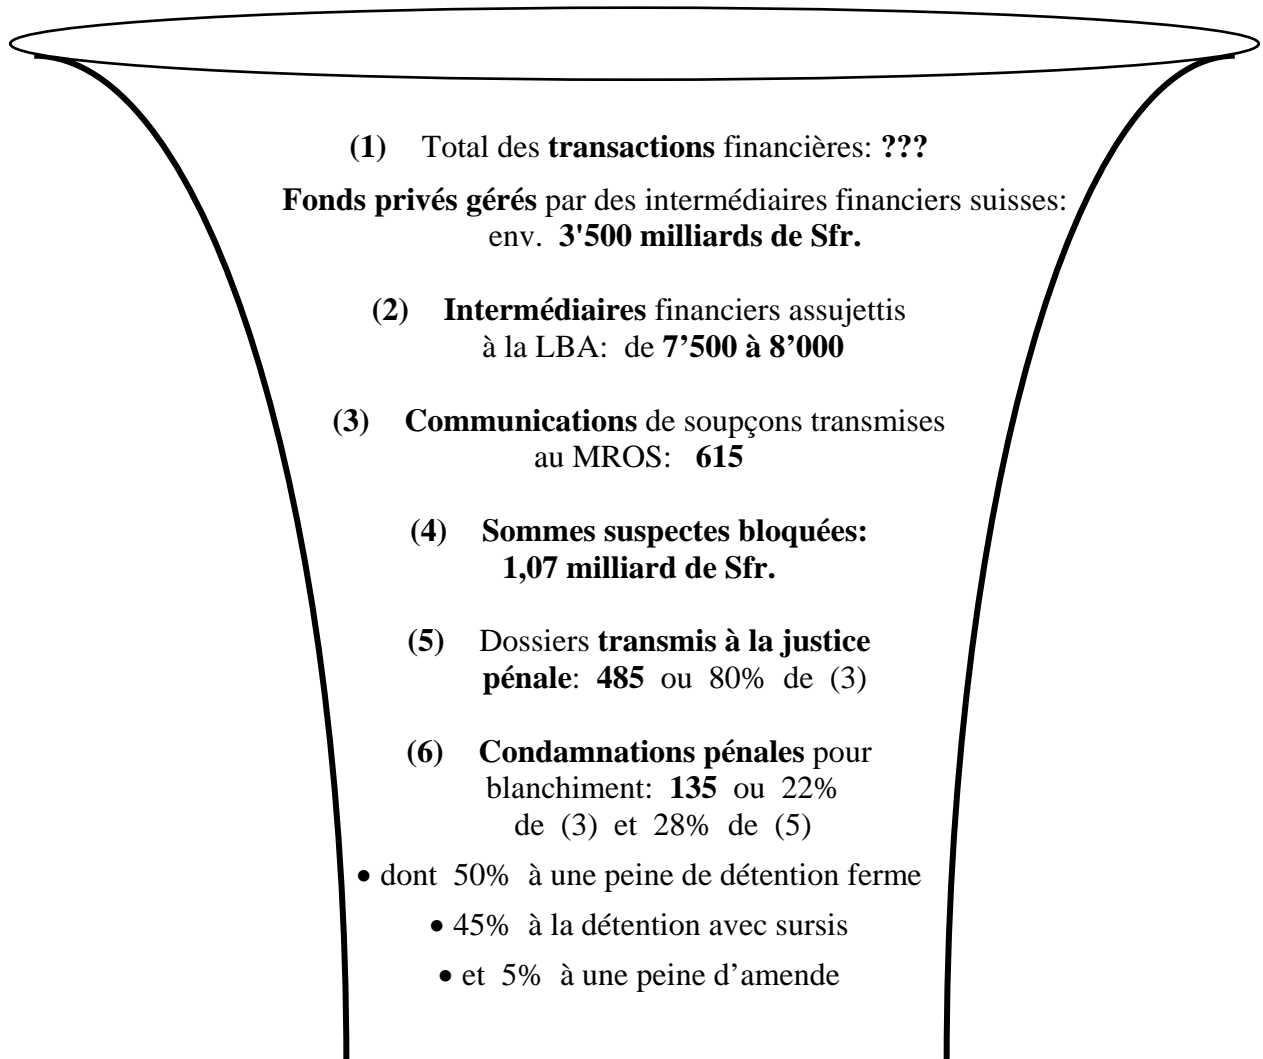 (1) Total des transactions financières: ???
Fonds privés gérés par des intermédiaires financiers suisses:
env. 3'500 milliards de Sfr.
(2) Intermédiaires financiers assujettis
à la LBA: de 7’500 à 8’000
(3) Communications de soupçons transmises
au MROS: 615
(4) Sommes suspectes bloquées:
1,07 milliard de Sfr.
(5) Dossiers transmis à la justice
pénale: 485 ou 80% de (3)
(6) Condamnations pénales pour
blanchiment: 135 ou 22%
de (3) et 28% de (5)
• dont 50% à une peine de détention ferme
• 45% à la détention avec sursis
• et 5% à une peine d’amende